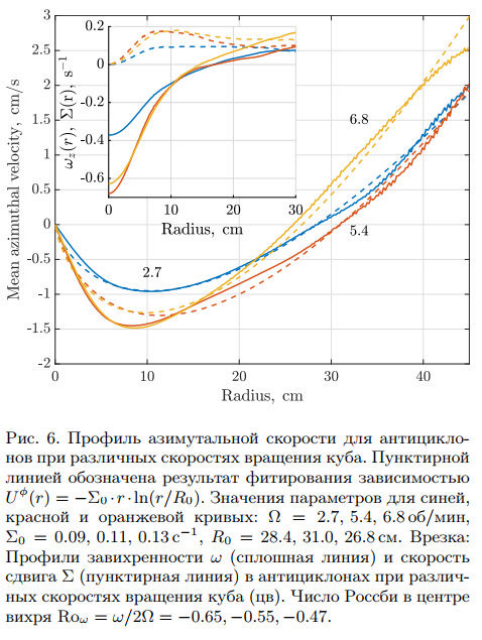 3
2.5
2
1.5
1
0.5
0
-0.5
-1
-1.5
-2
Mean azimuthal velocity, cm/s
0
10
20
30
40
Radius, cm
0.2
0
-0.2
-0.4
-0.6
ω_z(r), Σ(r), s⁻¹
0
10
20
30
Radius, cm
6.8
5.4
2.7
Рис. 6. Профиль азимутальной скорости для антицикло-
нов при различных скоростях вращения куба. Пунктирной
линией обозначена результат фитирования зависимостью
U^ϕ(r) = −Σ₀·r·ln(r/R₀). Значения параметров для синей,
красной и оранжевой кривых: Ω = 2.7, 5.4, 6.8 об/мин,
Σ₀ = 0.09, 0.11, 0.13 с⁻¹, R₀ = 28.4, 31.0, 26.8 см. Врезка:
Профили завихренности ω (сплошная линия) и скорость
сдвига Σ (пунктирная линия) в антициклонах при различ-
ных скоростях вращения куба (цв). Число Россби в центре
вихря Ro_ω = ω/2Ω = −0.65, −0.55, −0.47.